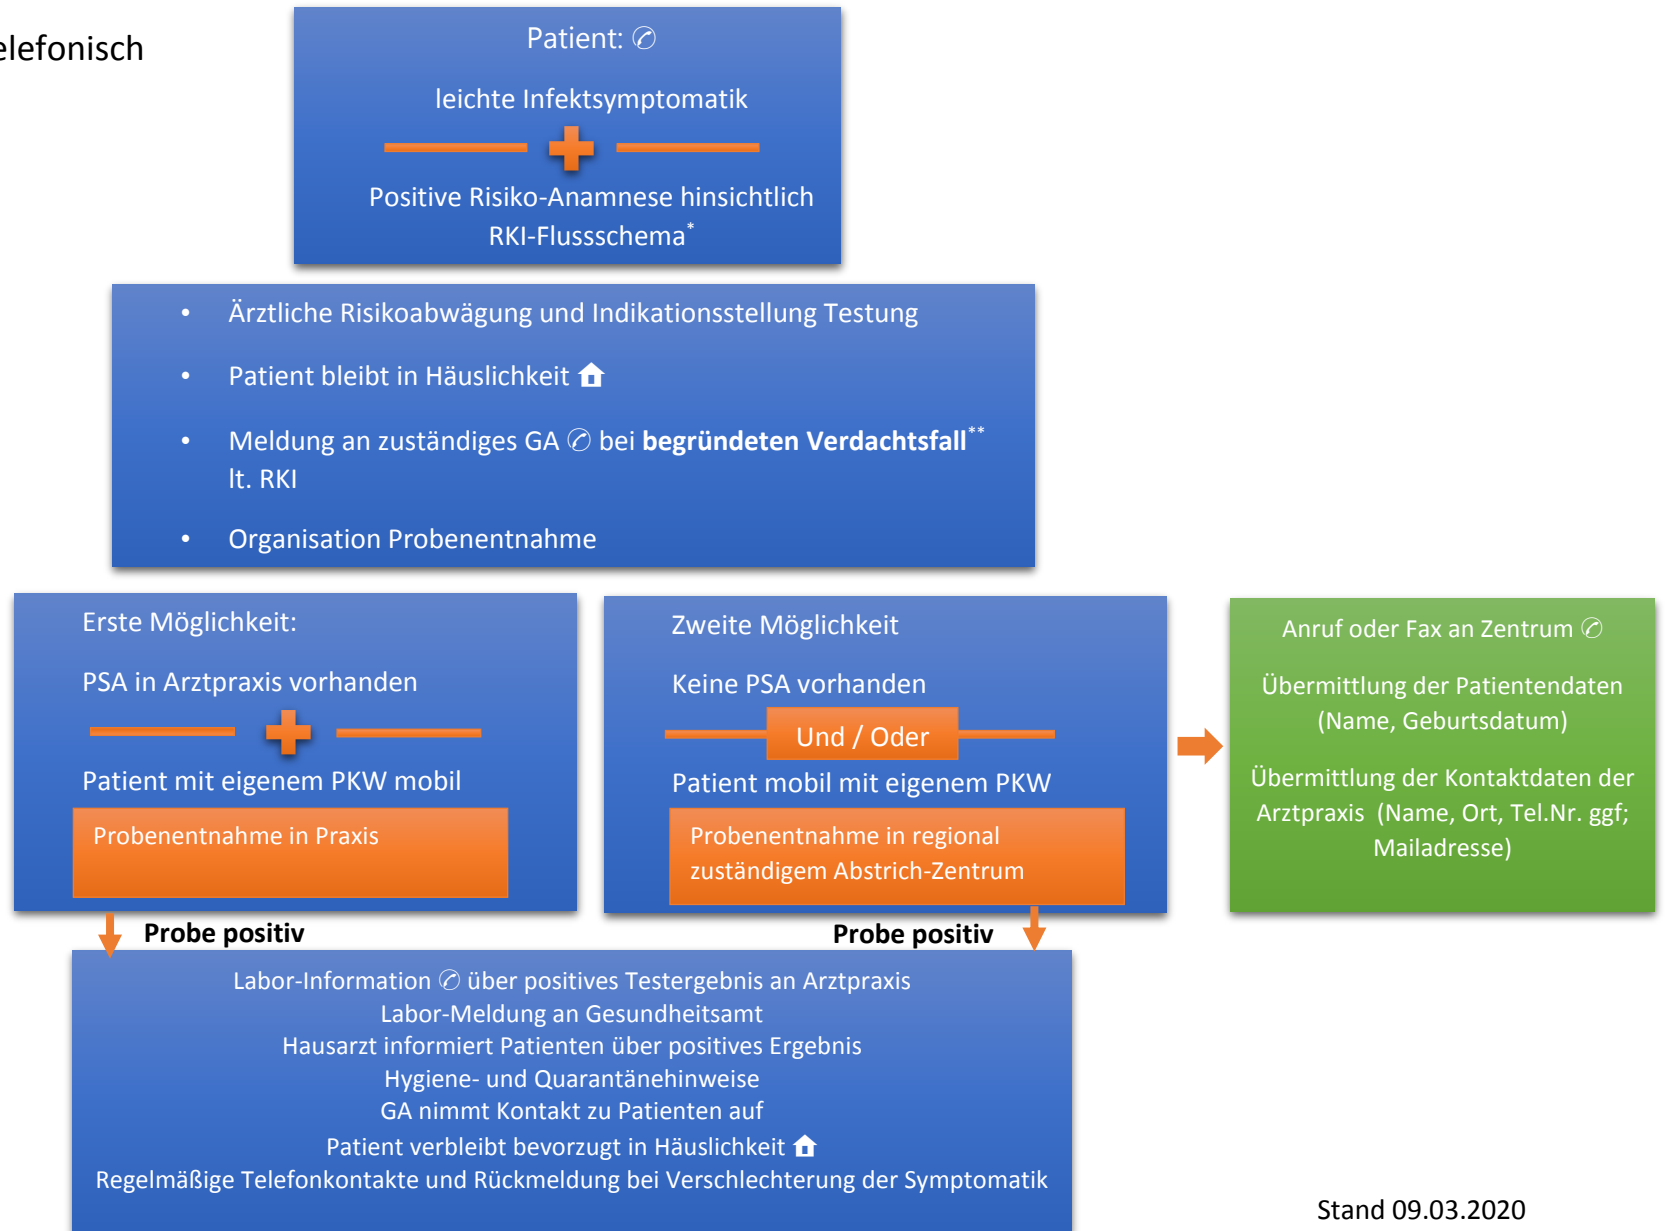 elefonisch
Patient: ✆
leichte Infektsymptomatik
Positive Risiko-Anamnese hinsichtlich
RKI-Flussschema*
• Ärztliche Risikoabwägung und Indikationsstellung Testung
• Patient bleibt in Häuslichkeit
• Meldung an zuständiges GA ✆ bei begründeten Verdachtsfall**
lt. RKI
• Organisation Probenentnahme
Erste Möglichkeit:
PSA in Arztpraxis vorhanden
Patient mit eigenem PKW mobil
Probenentnahme in Praxis
Zweite Möglichkeit
Keine PSA vorhanden
Und / Oder
Patient mobil mit eigenem PKW
Probenentnahme in regional
zuständigem Abstrich-Zentrum
Anruf oder Fax an Zentrum ✆
Übermittlung der Patientendaten
(Name, Geburtsdatum)
Übermittlung der Kontaktdaten der
Arztpraxis (Name, Ort, Tel.Nr. ggf;
Mailadresse)
Probe positiv
Probe positiv
Labor-Information ✆ über positives Testergebnis an Arztpraxis
Labor-Meldung an Gesundheitsamt
Hausarzt informiert Patienten über positives Ergebnis
Hygiene- und Quarantänehinweise
GA nimmt Kontakt zu Patienten auf
Patient verbleibt bevorzugt in Häuslichkeit
Regelmäßige Telefonkontakte und Rückmeldung bei Verschlechterung der Symptomatik
Stand 09.03.2020